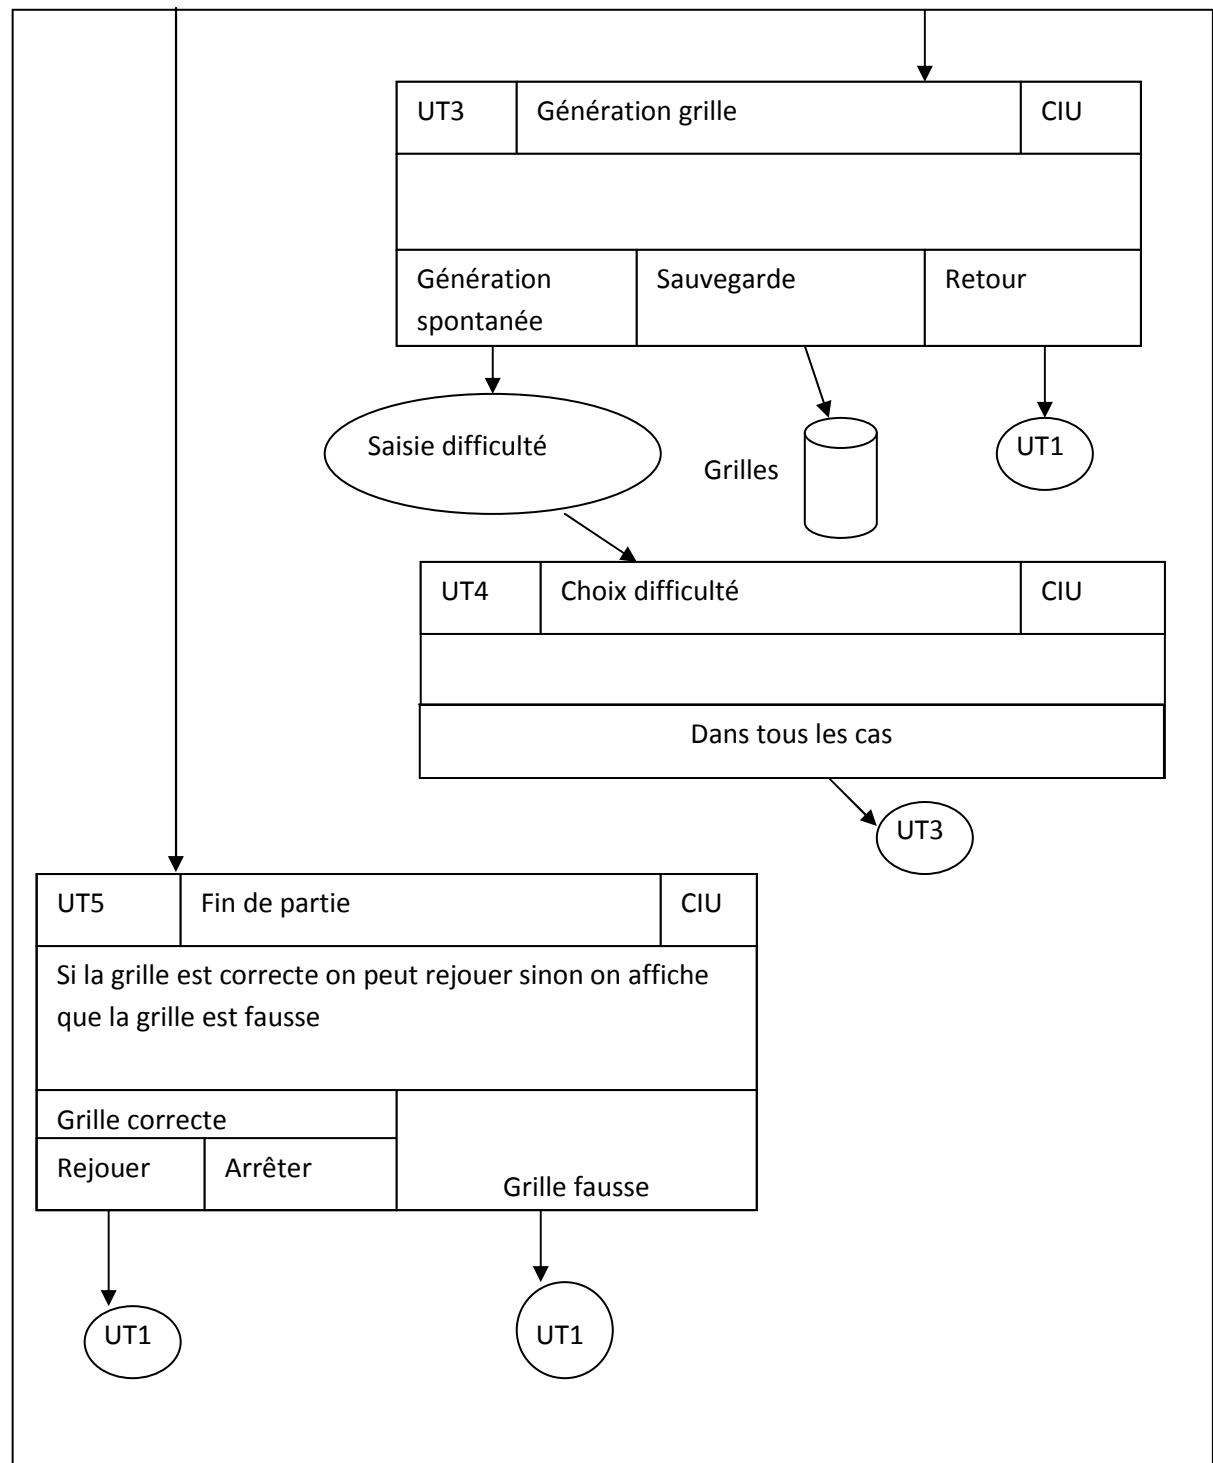 UT3 Génération grille CIU
Génération
spontanée
Sauvegarde
Retour
Saisie difficulté
Grilles
UT1
UT4 Choix difficulté CIU
Dans tous les cas
UT3
UT5 Fin de partie CIU
Si la grille est correcte on peut rejouer sinon on affiche
que la grille est fausse
Grille correcte
Rejouer Arrêter
Grille fausse
UT1
UT1